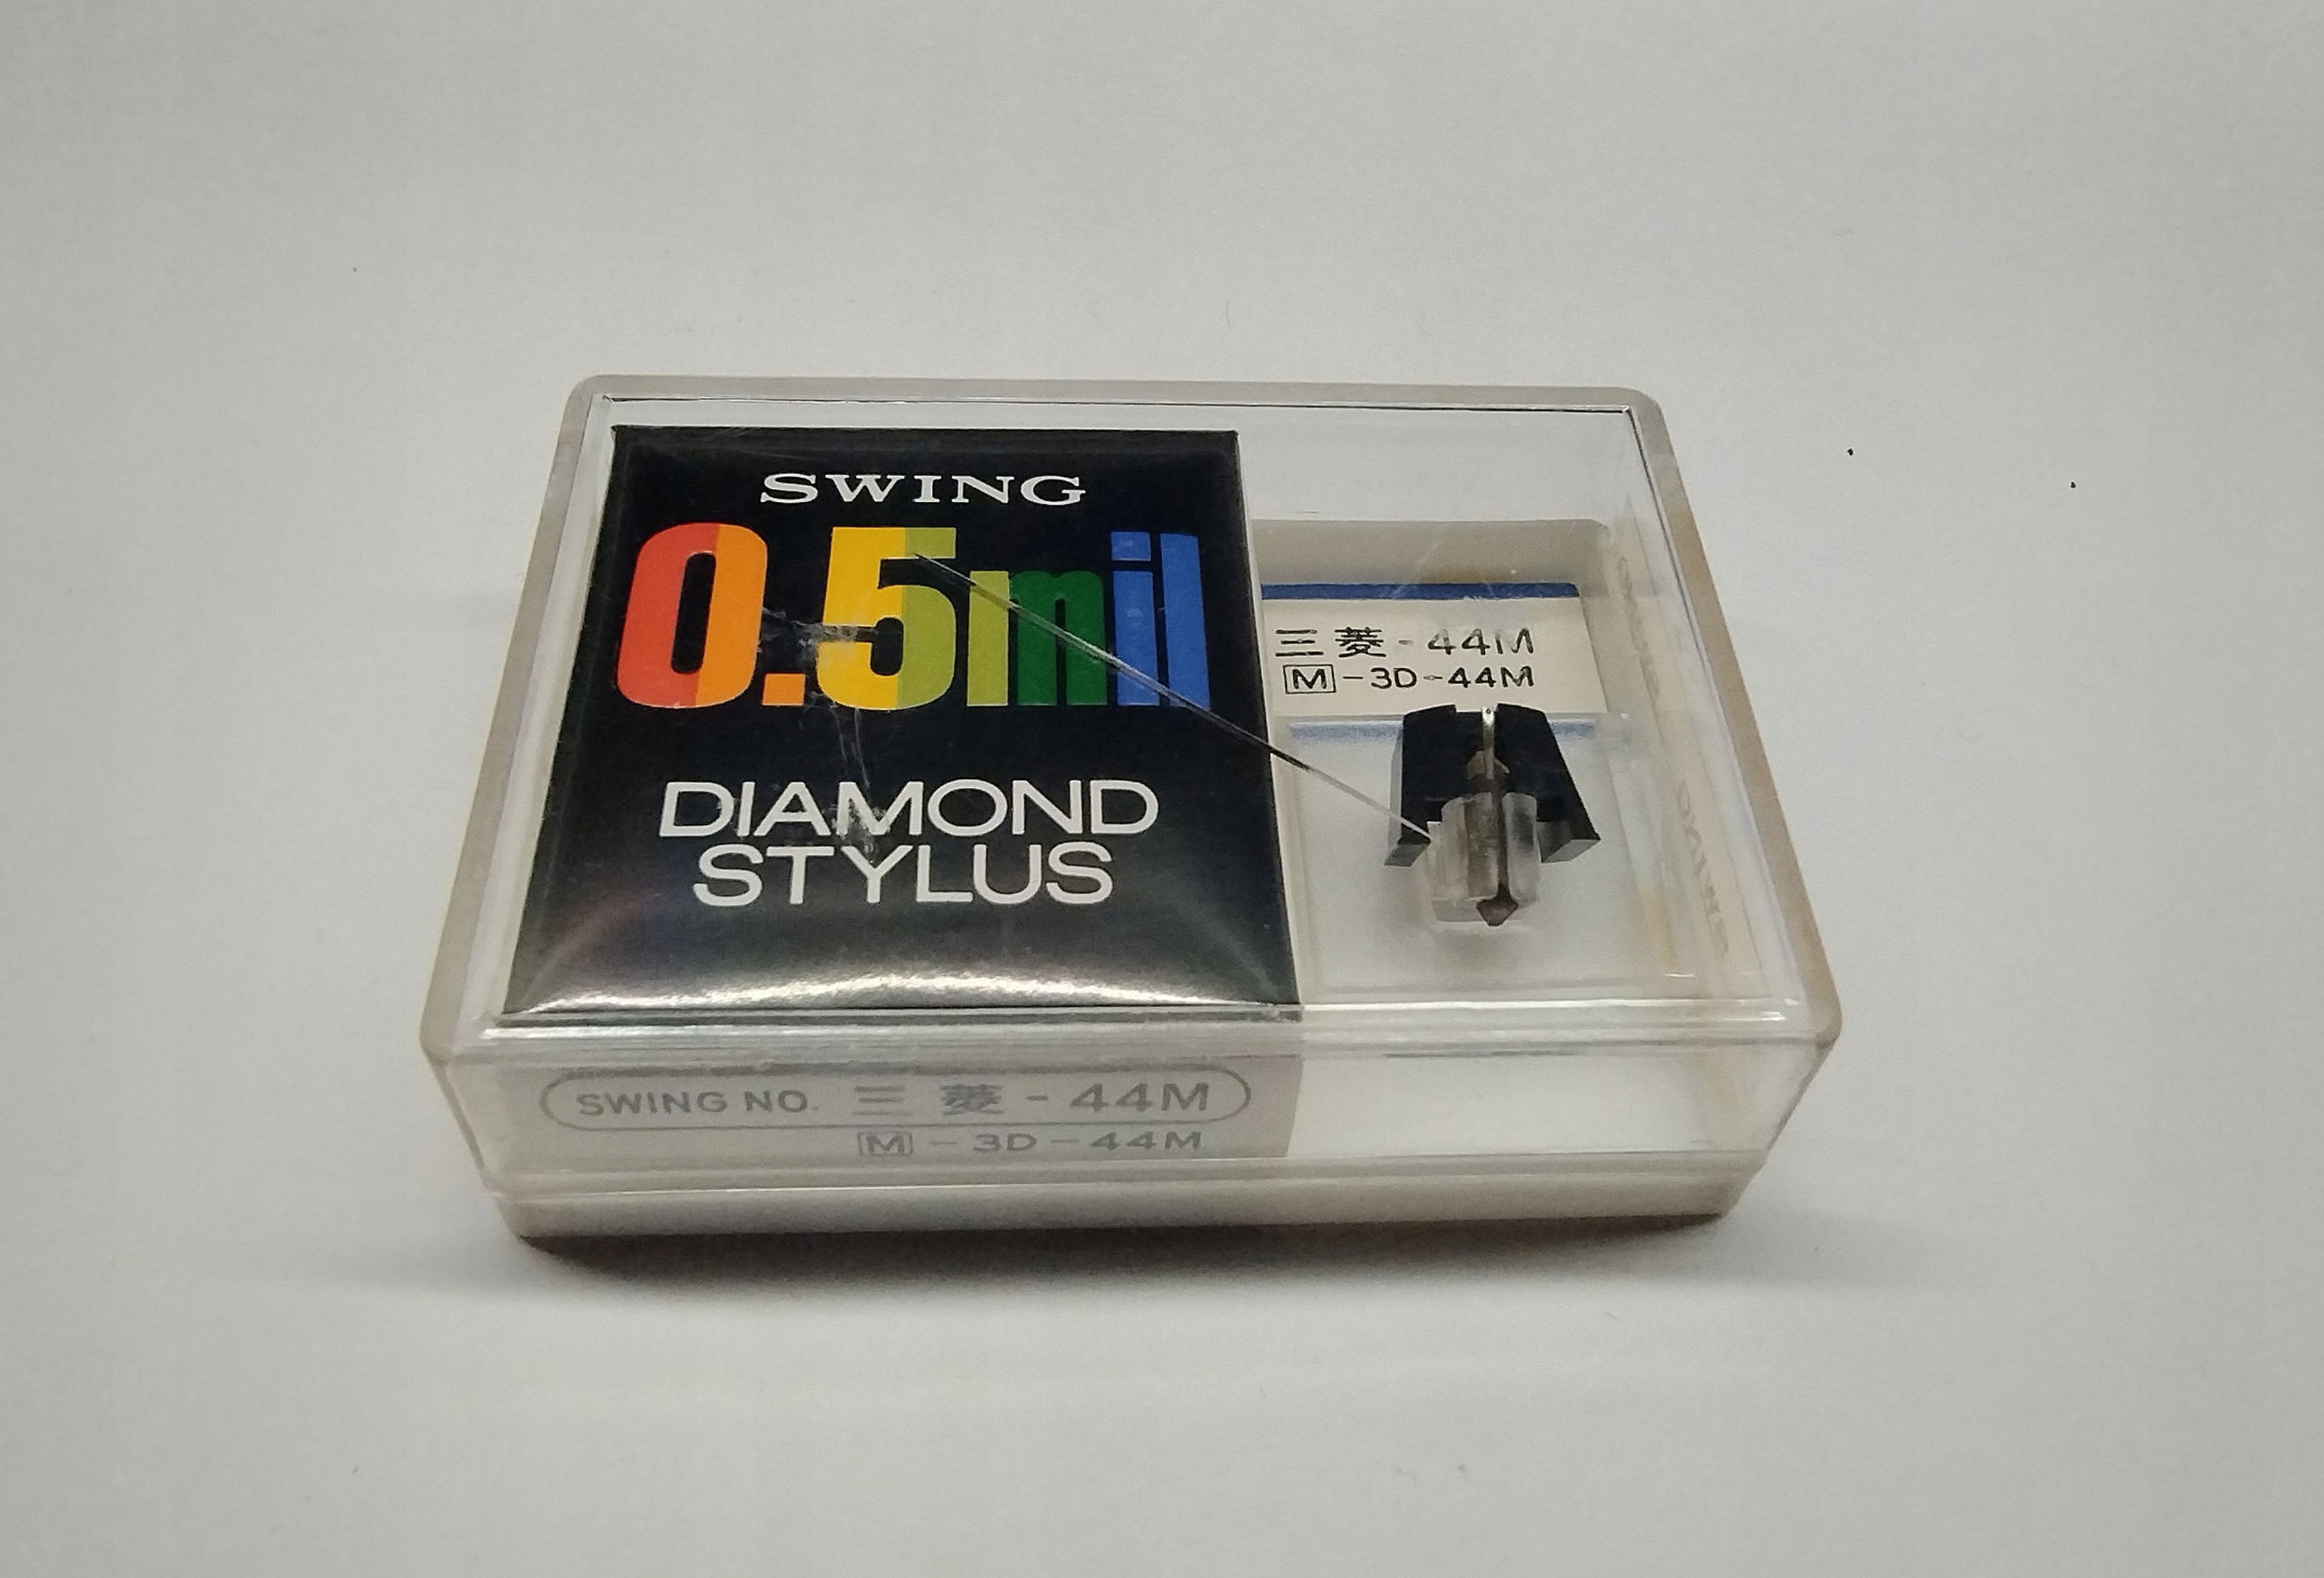 SWING
0.5mil
DIAMOND
STYLUS
三菱-44M
M-3D-44M
SWING NO. 三菱-44M
M-3D-44M